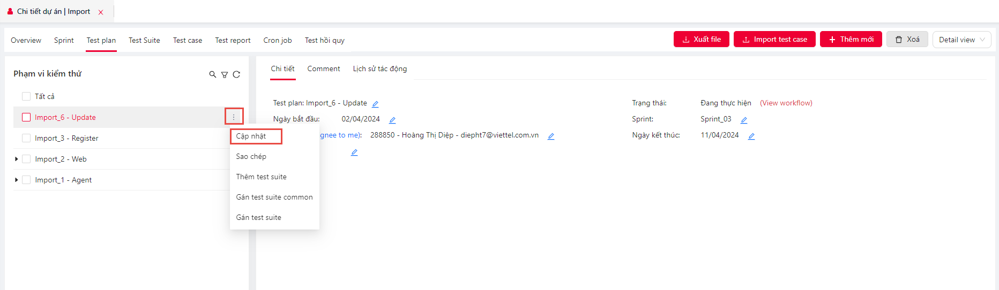 Chi tiết dự án | Import
Overview Sprint Test plan Test Suite Test case Test report Cron job Test hồi quy
Xuất file Import test case Thêm mới Xoá Detail view
Phạm vi kiểm thử
Tất cả
Import_6 - Update
Import_3 - Register
Import_2 - Web
Import_1 - Agent
Cập nhật
Sao chép
Thêm test suite
Gán test suite common
Gán test suite
Chi tiết Comment Lịch sử tác động
Test plan: Import_6 - Update
Trạng thái: Đang thực hiện (View workflow)
Ngày bắt đầu: 02/04/2024
Sprint: Sprint_03
gnee to me): 288850 - Hoàng Thị Diệp - diepht7@viettel.com.vn
Ngày kết thúc: 11/04/2024